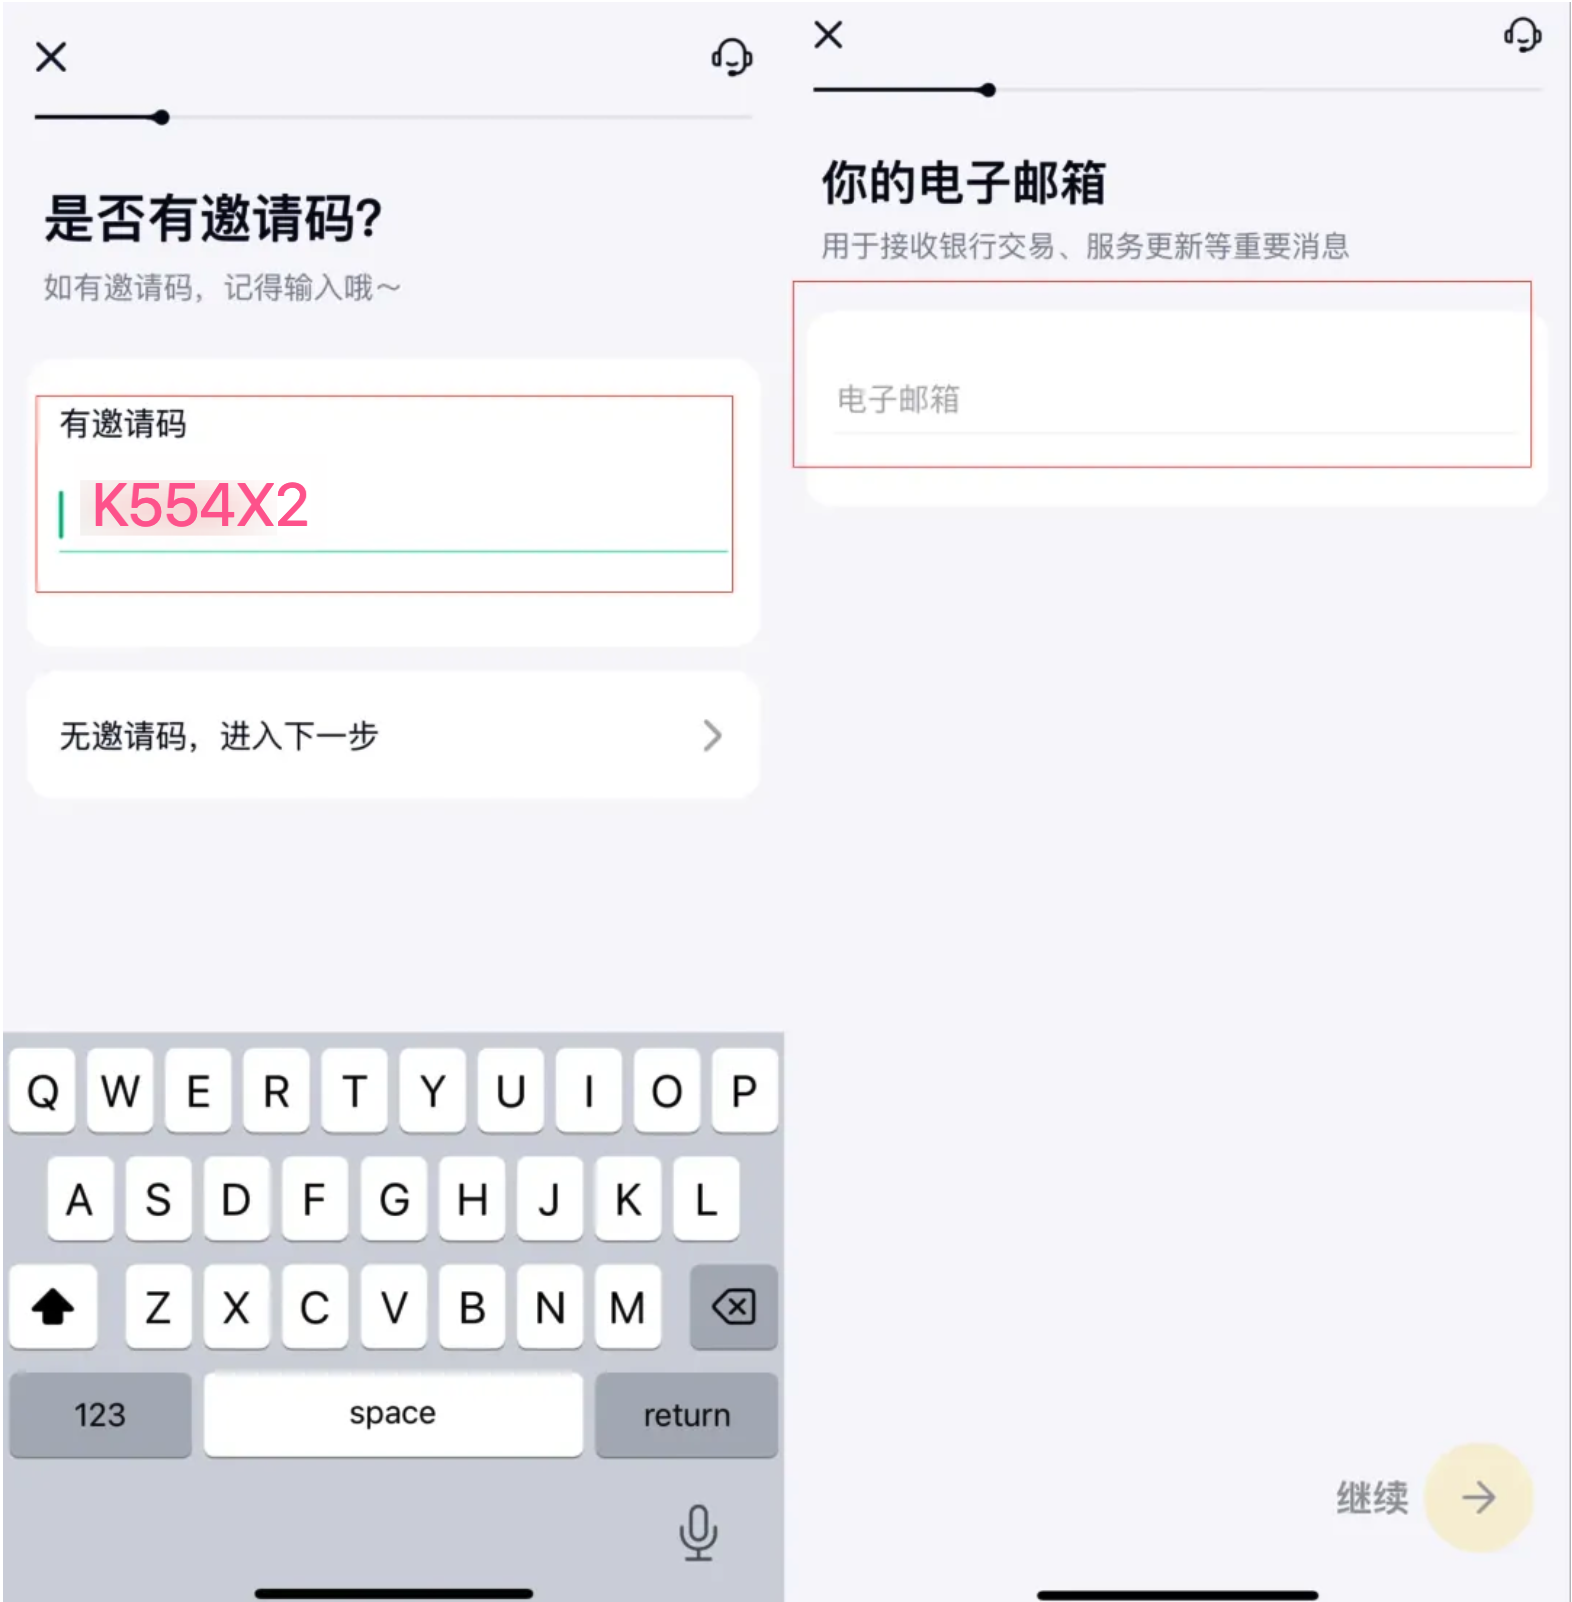 是否有邀请码?
如有邀请码，记得输入哦～
有邀请码
K554X2
无邀请码，进入下一步
Q W E R T Y U I O P
A S D F G H J K L
Z X C V B N M
123 space return
你的电子邮箱
用于接收银行交易、服务更新等重要消息
电子邮箱
继续